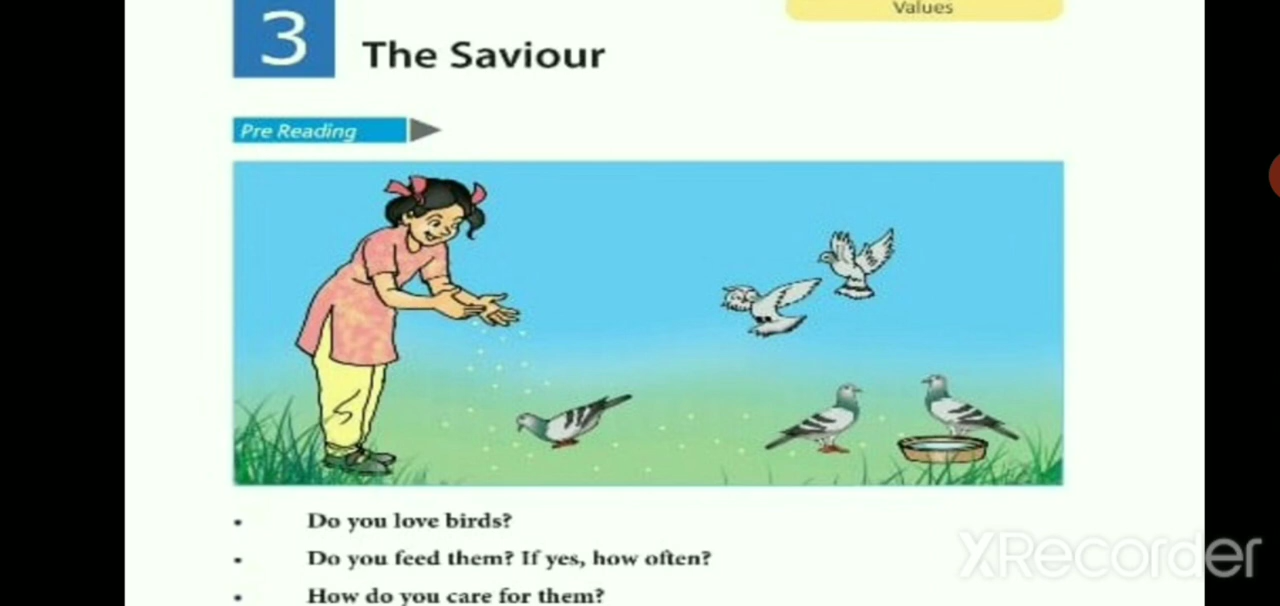 Values
3
The Saviour
Pre Reading
• Do you love birds?
• Do you feed them? If yes, how often?
• How do you care for them?
XRecorder